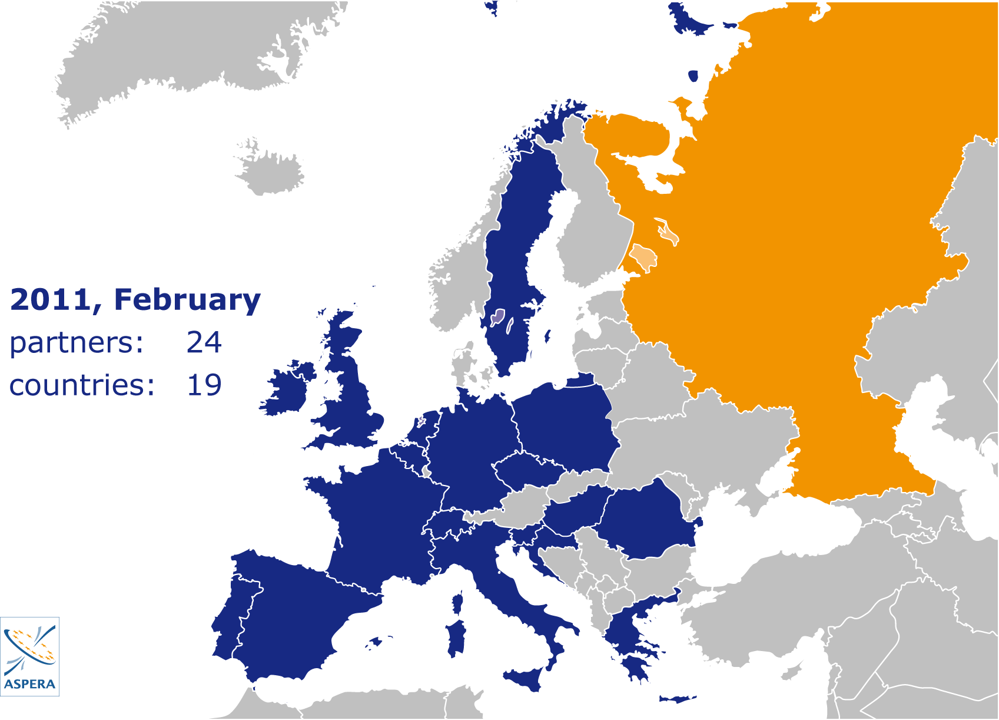 2011, February
partners: 24
countries: 19
ASPERA